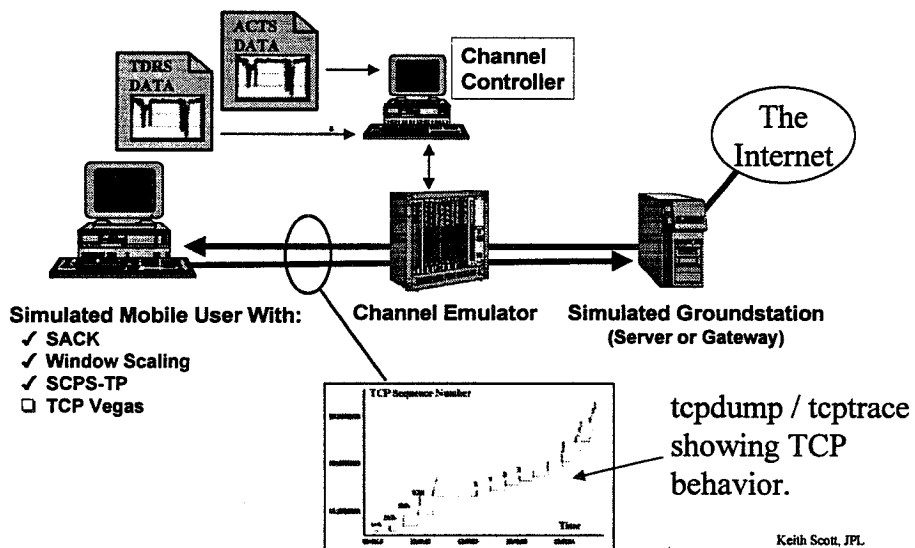 ACTS
DATA
TDRS
DATA
Channel
Controller
The
Internet
Simulated Mobile User With:
✓ SACK
✓ Window Scaling
✓ SCPS-TP
❑ TCP Vegas
Channel Emulator
Simulated Groundstation
(Server or Gateway)
TCP Sequence Number
Time
tcpdump / tcptrace
showing TCP
behavior.
Keith Scott, JPL